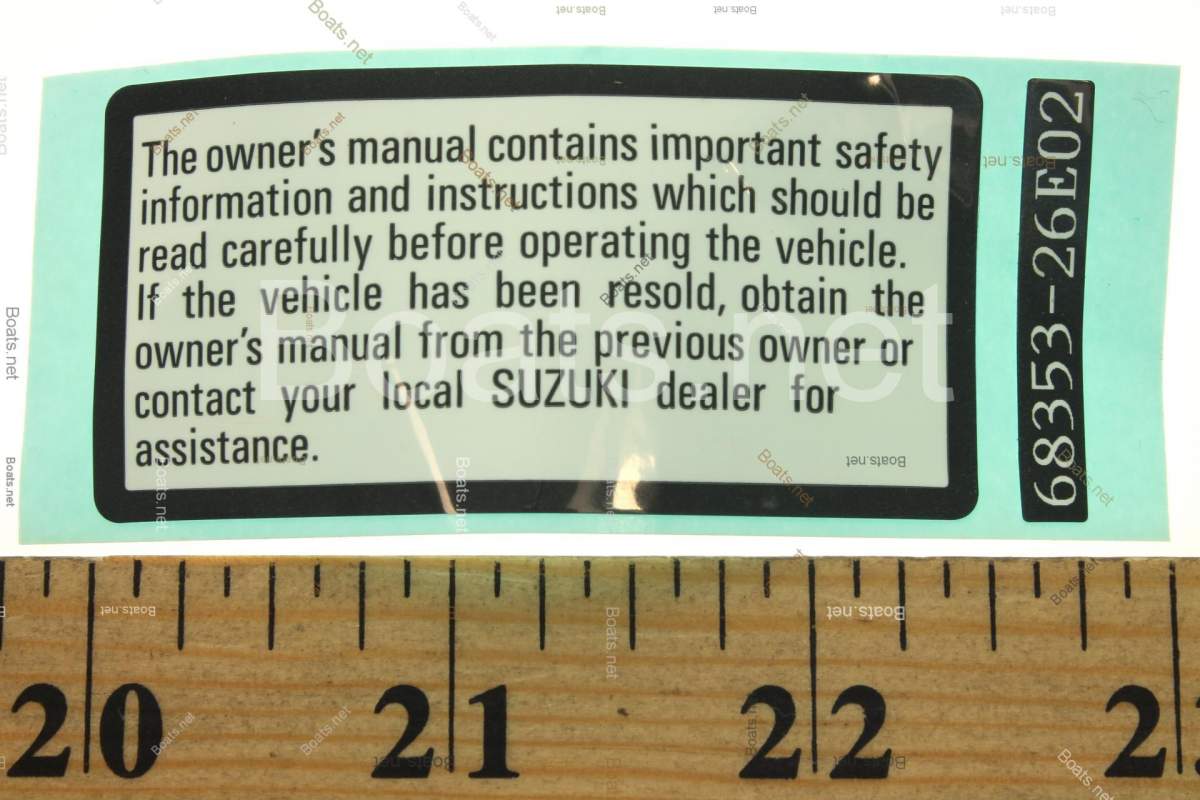 The owner's manual contains important safety
information and instructions which should be
read carefully before operating the vehicle.
If the vehicle has been resold, obtain the
owner's manual from the previous owner or
contact your local SUZUKI dealer for
assistance.
68353-26E02
Boats.net
20 21 22 2